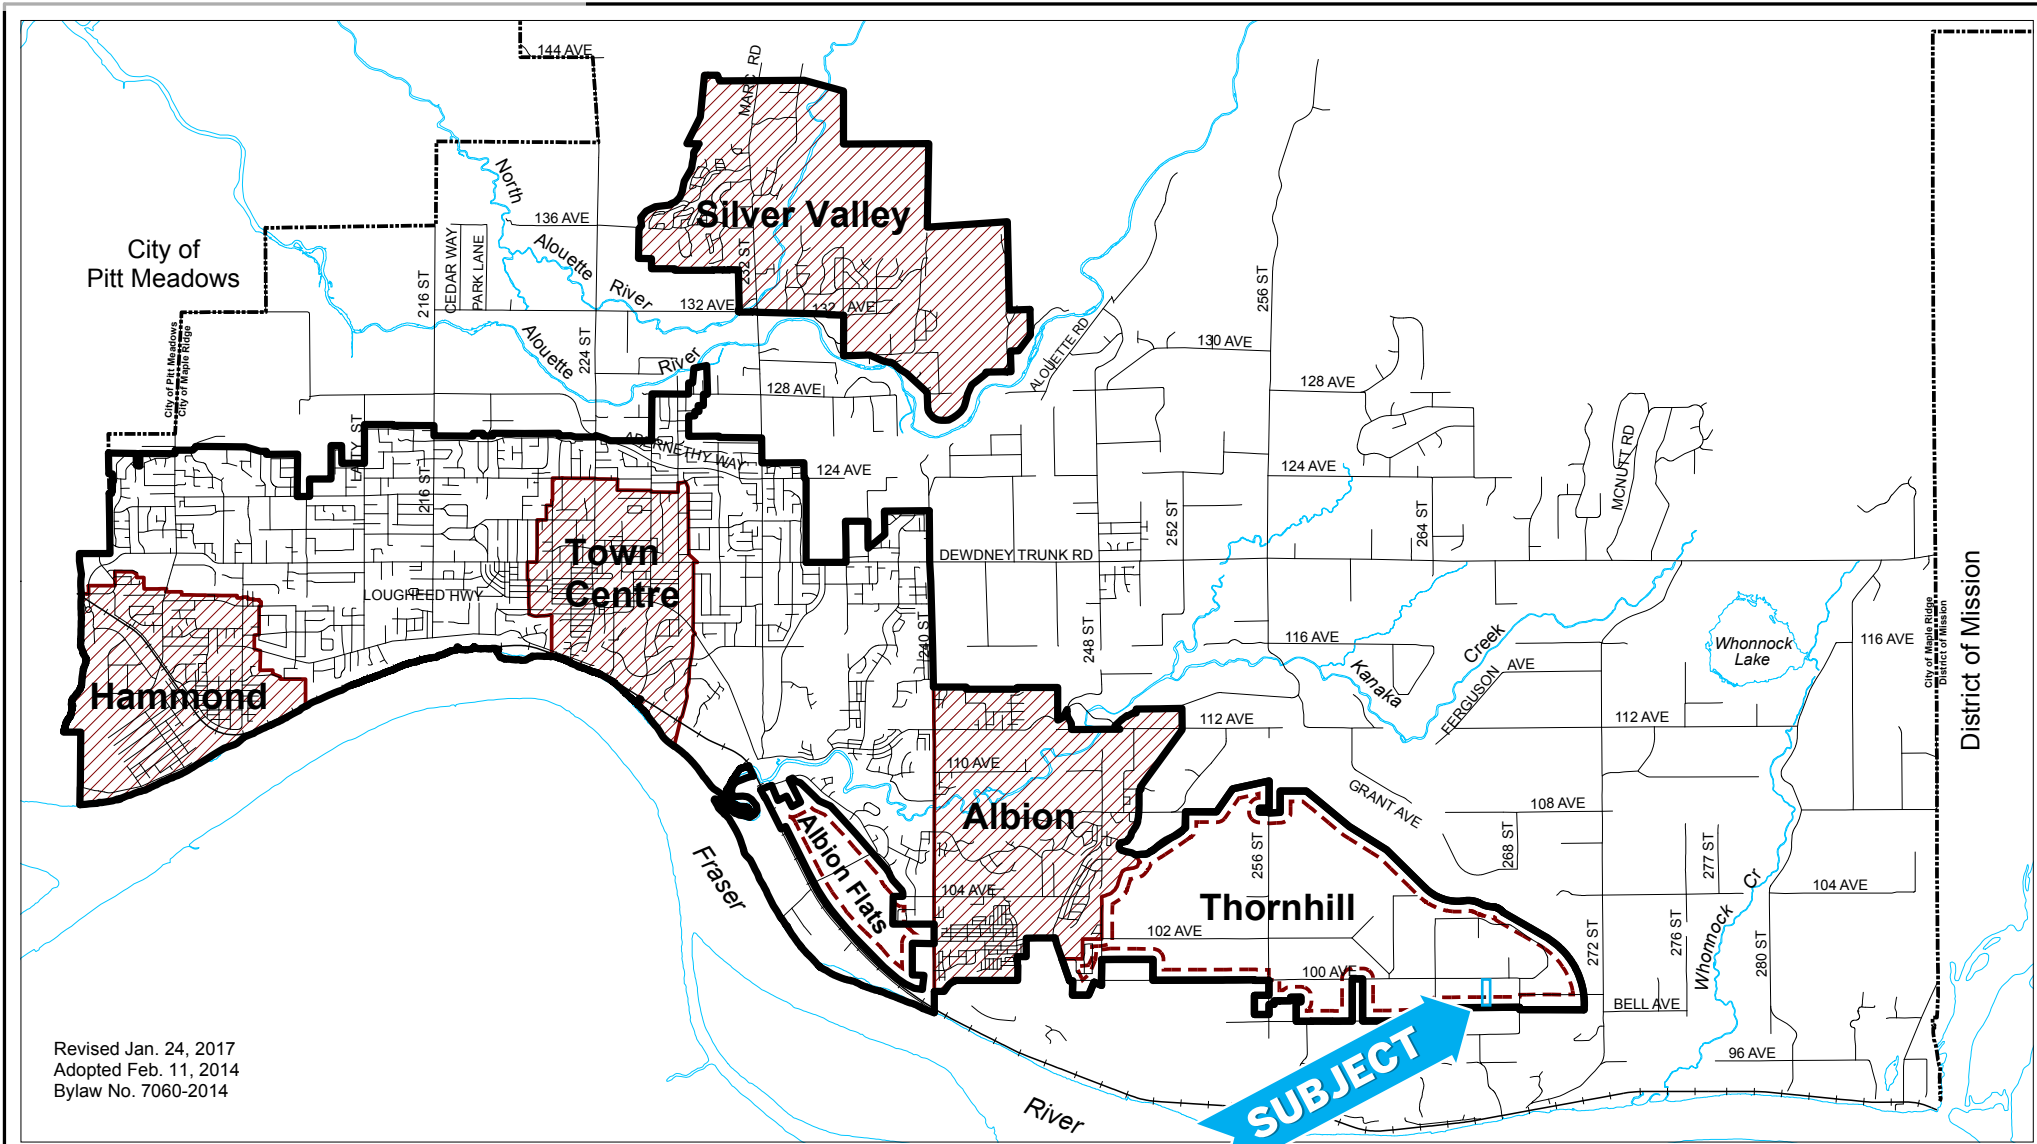 144 AVE
MARC RD
North
Silver Valley
136 AVE
City of
Pitt Meadows
CEDAR WAY
PARK LANE
216 ST
Alouette
River
232 ST
132 AVE
132 AVE
256 ST
City of Pitt Meadows
City of Maple Ridge
224 ST
Alouette
River
ALOUETTE RD
130 AVE
128 AVE
128 AVE
LAITY ST
216 ST
ABERNETHY WAY
124 AVE
124 AVE
MCNUTT RD
252 ST
264 ST
Town
Centre
DEWDNEY TRUNK RD
LOUGHEED HWY
240 ST
248 ST
116 AVE
Kanaka
Creek
FERGUSON AVE
Whonnock
Lake
116 AVE
City of Maple Ridge
District of Mission
District of Mission
Hammond
112 AVE
112 AVE
110 AVE
Albion
GRANT AVE
108 AVE
Albion Flats
Fraser
256 ST
268 ST
277 ST
104 AVE
Thornhill
104 AVE
102 AVE
272 ST
276 ST
Whonnock
Cr
280 ST
100 AVE
BELL AVE
SUBJECT
96 AVE
River
Revised Jan. 24, 2017
Adopted Feb. 11, 2014
Bylaw No. 7060-2014